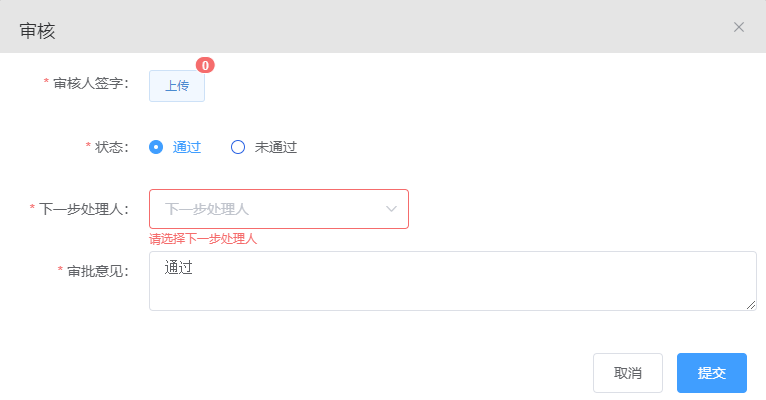 审核
* 审核人签字： 上传 0
* 状态： 通过 未通过
* 下一步处理人： 下一步处理人
请选择下一步处理人
* 审批意见： 通过
取消 提交